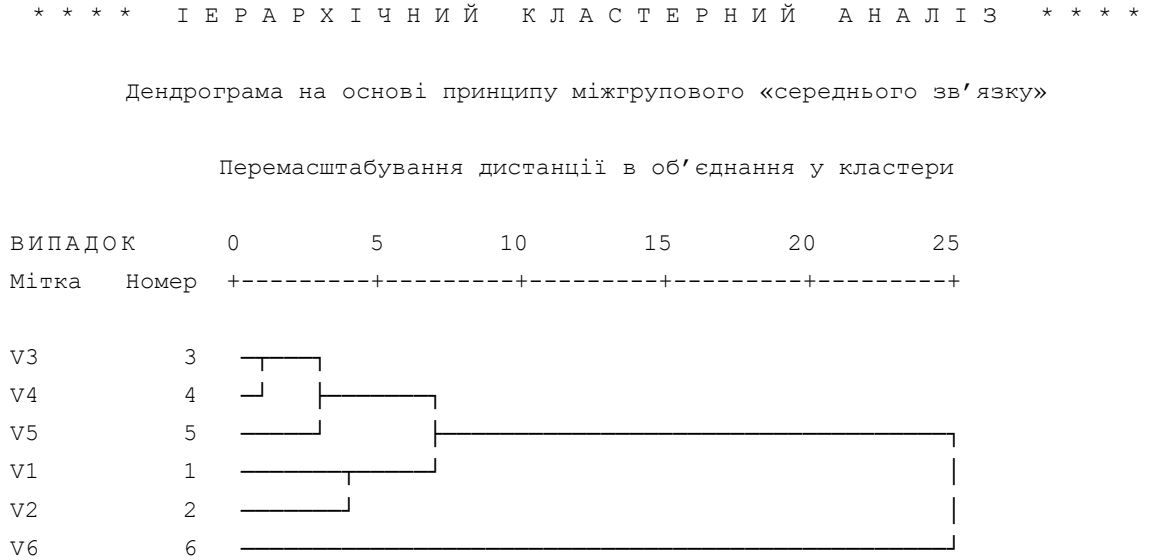 * * * * І Е Р А Р Х І Ч Н И Й К Л А С Т Е Р Н И Й А Н А Л І З * * * *
Дендрограма на основі принципу міжгрупового «середнього зв’язку»
Перемасштабування дистанції в об’єднання у кластери
ВИПАДОК 0 5 10 15 20 25
Мітка Номер +---------+---------+---------+---------+---------+
V3 3
V4 4
V5 5
V1 1
V2 2
V6 6